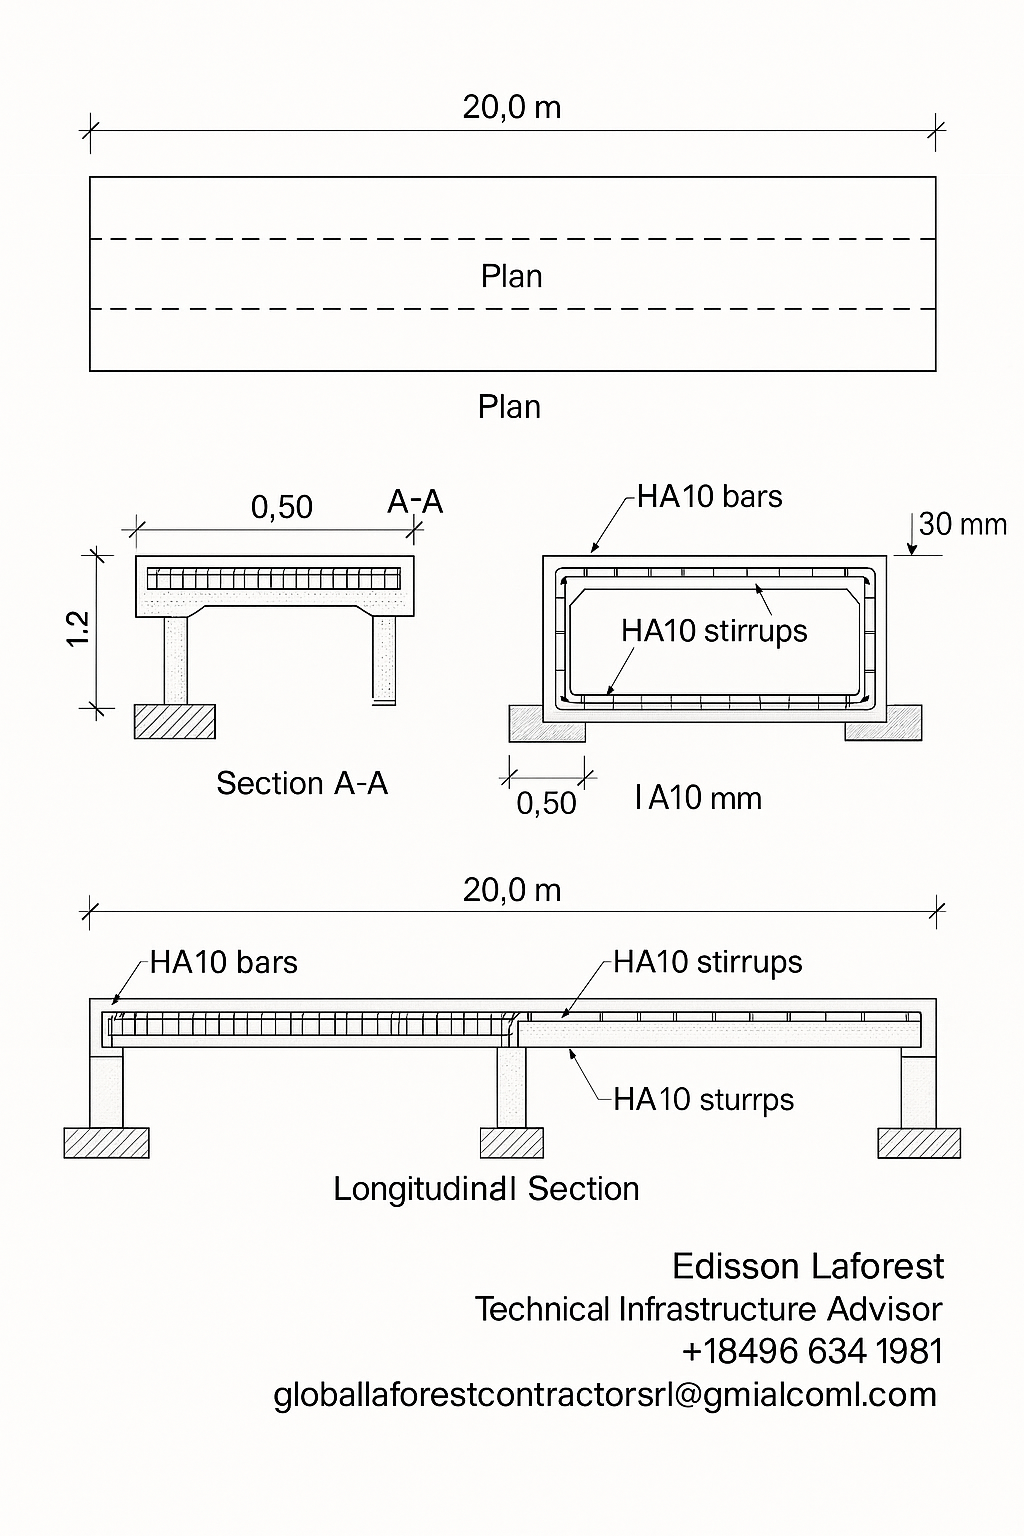 20,0 m
Plan
Plan
0,50
A-A
1.2
Section A-A
HA10 bars
30 mm
HA10 stirrups
0,50
I A10 mm
20,0 m
HA10 bars
HA10 stirrups
HA10 sturrps
Longitudinal Section
Edisson Laforest
Technical Infrastructure Advisor
+18496 634 1981
globallaforestcontractorsrl@gmialcoml.com